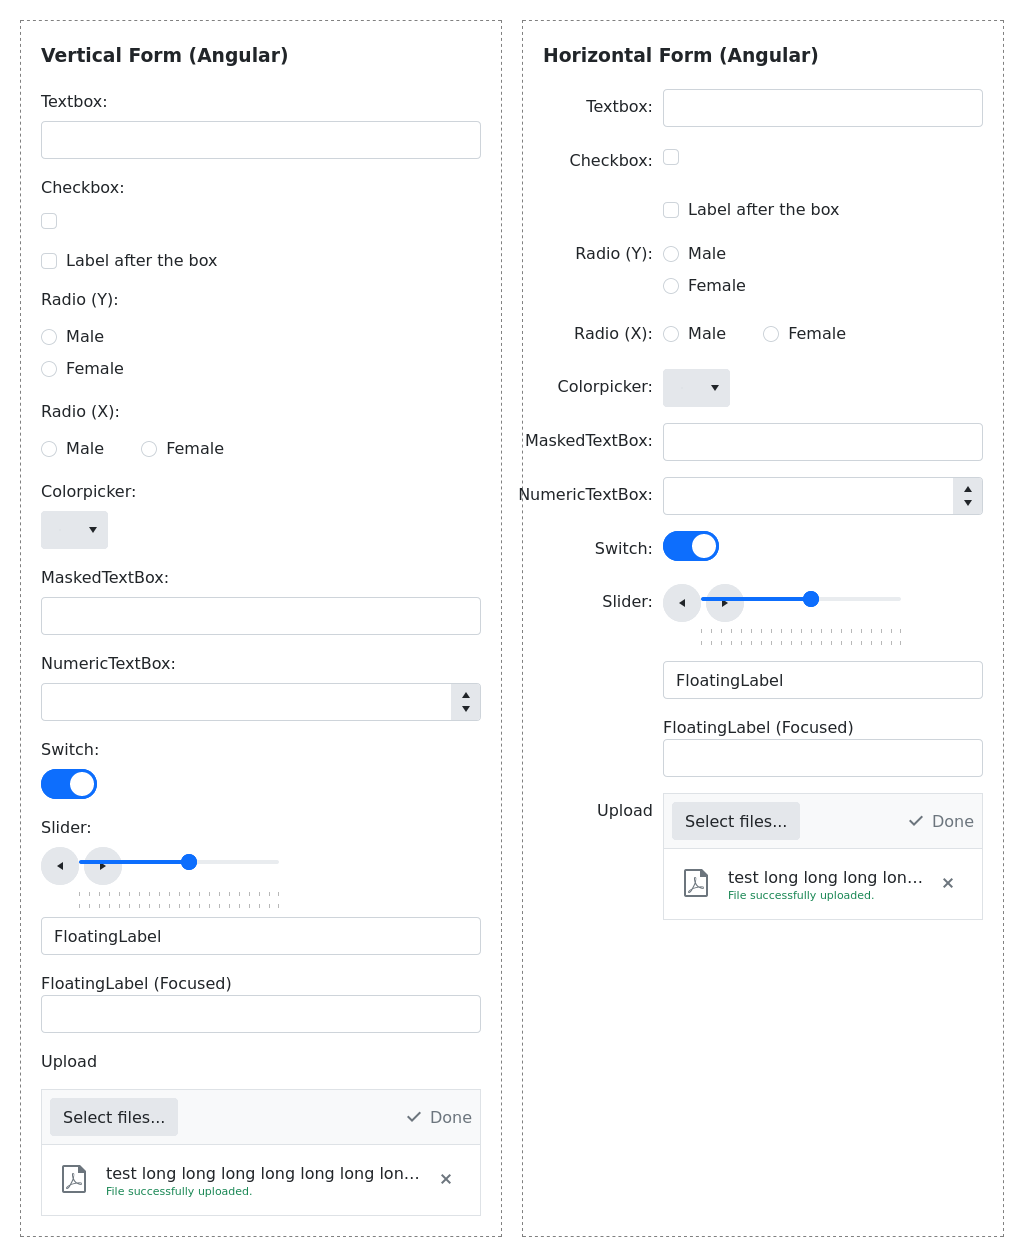 Vertical Form (Angular)
Textbox:
Checkbox:
Label after the box
Radio (Y):
Male
Female
Radio (X):
Male Female
Colorpicker:
MaskedTextBox:
NumericTextBox:
Switch:
Slider:
FloatingLabel
FloatingLabel (Focused)
Upload
Select files... Done
test long long long long long long lon...
File successfully uploaded.
Horizontal Form (Angular)
Textbox:
Checkbox:
Label after the box
Radio (Y): Male
Female
Radio (X): Male Female
Colorpicker:
MaskedTextBox:
NumericTextBox:
Switch:
Slider:
FloatingLabel
FloatingLabel (Focused)
Upload
Select files... Done
test long long long lon...
File successfully uploaded.